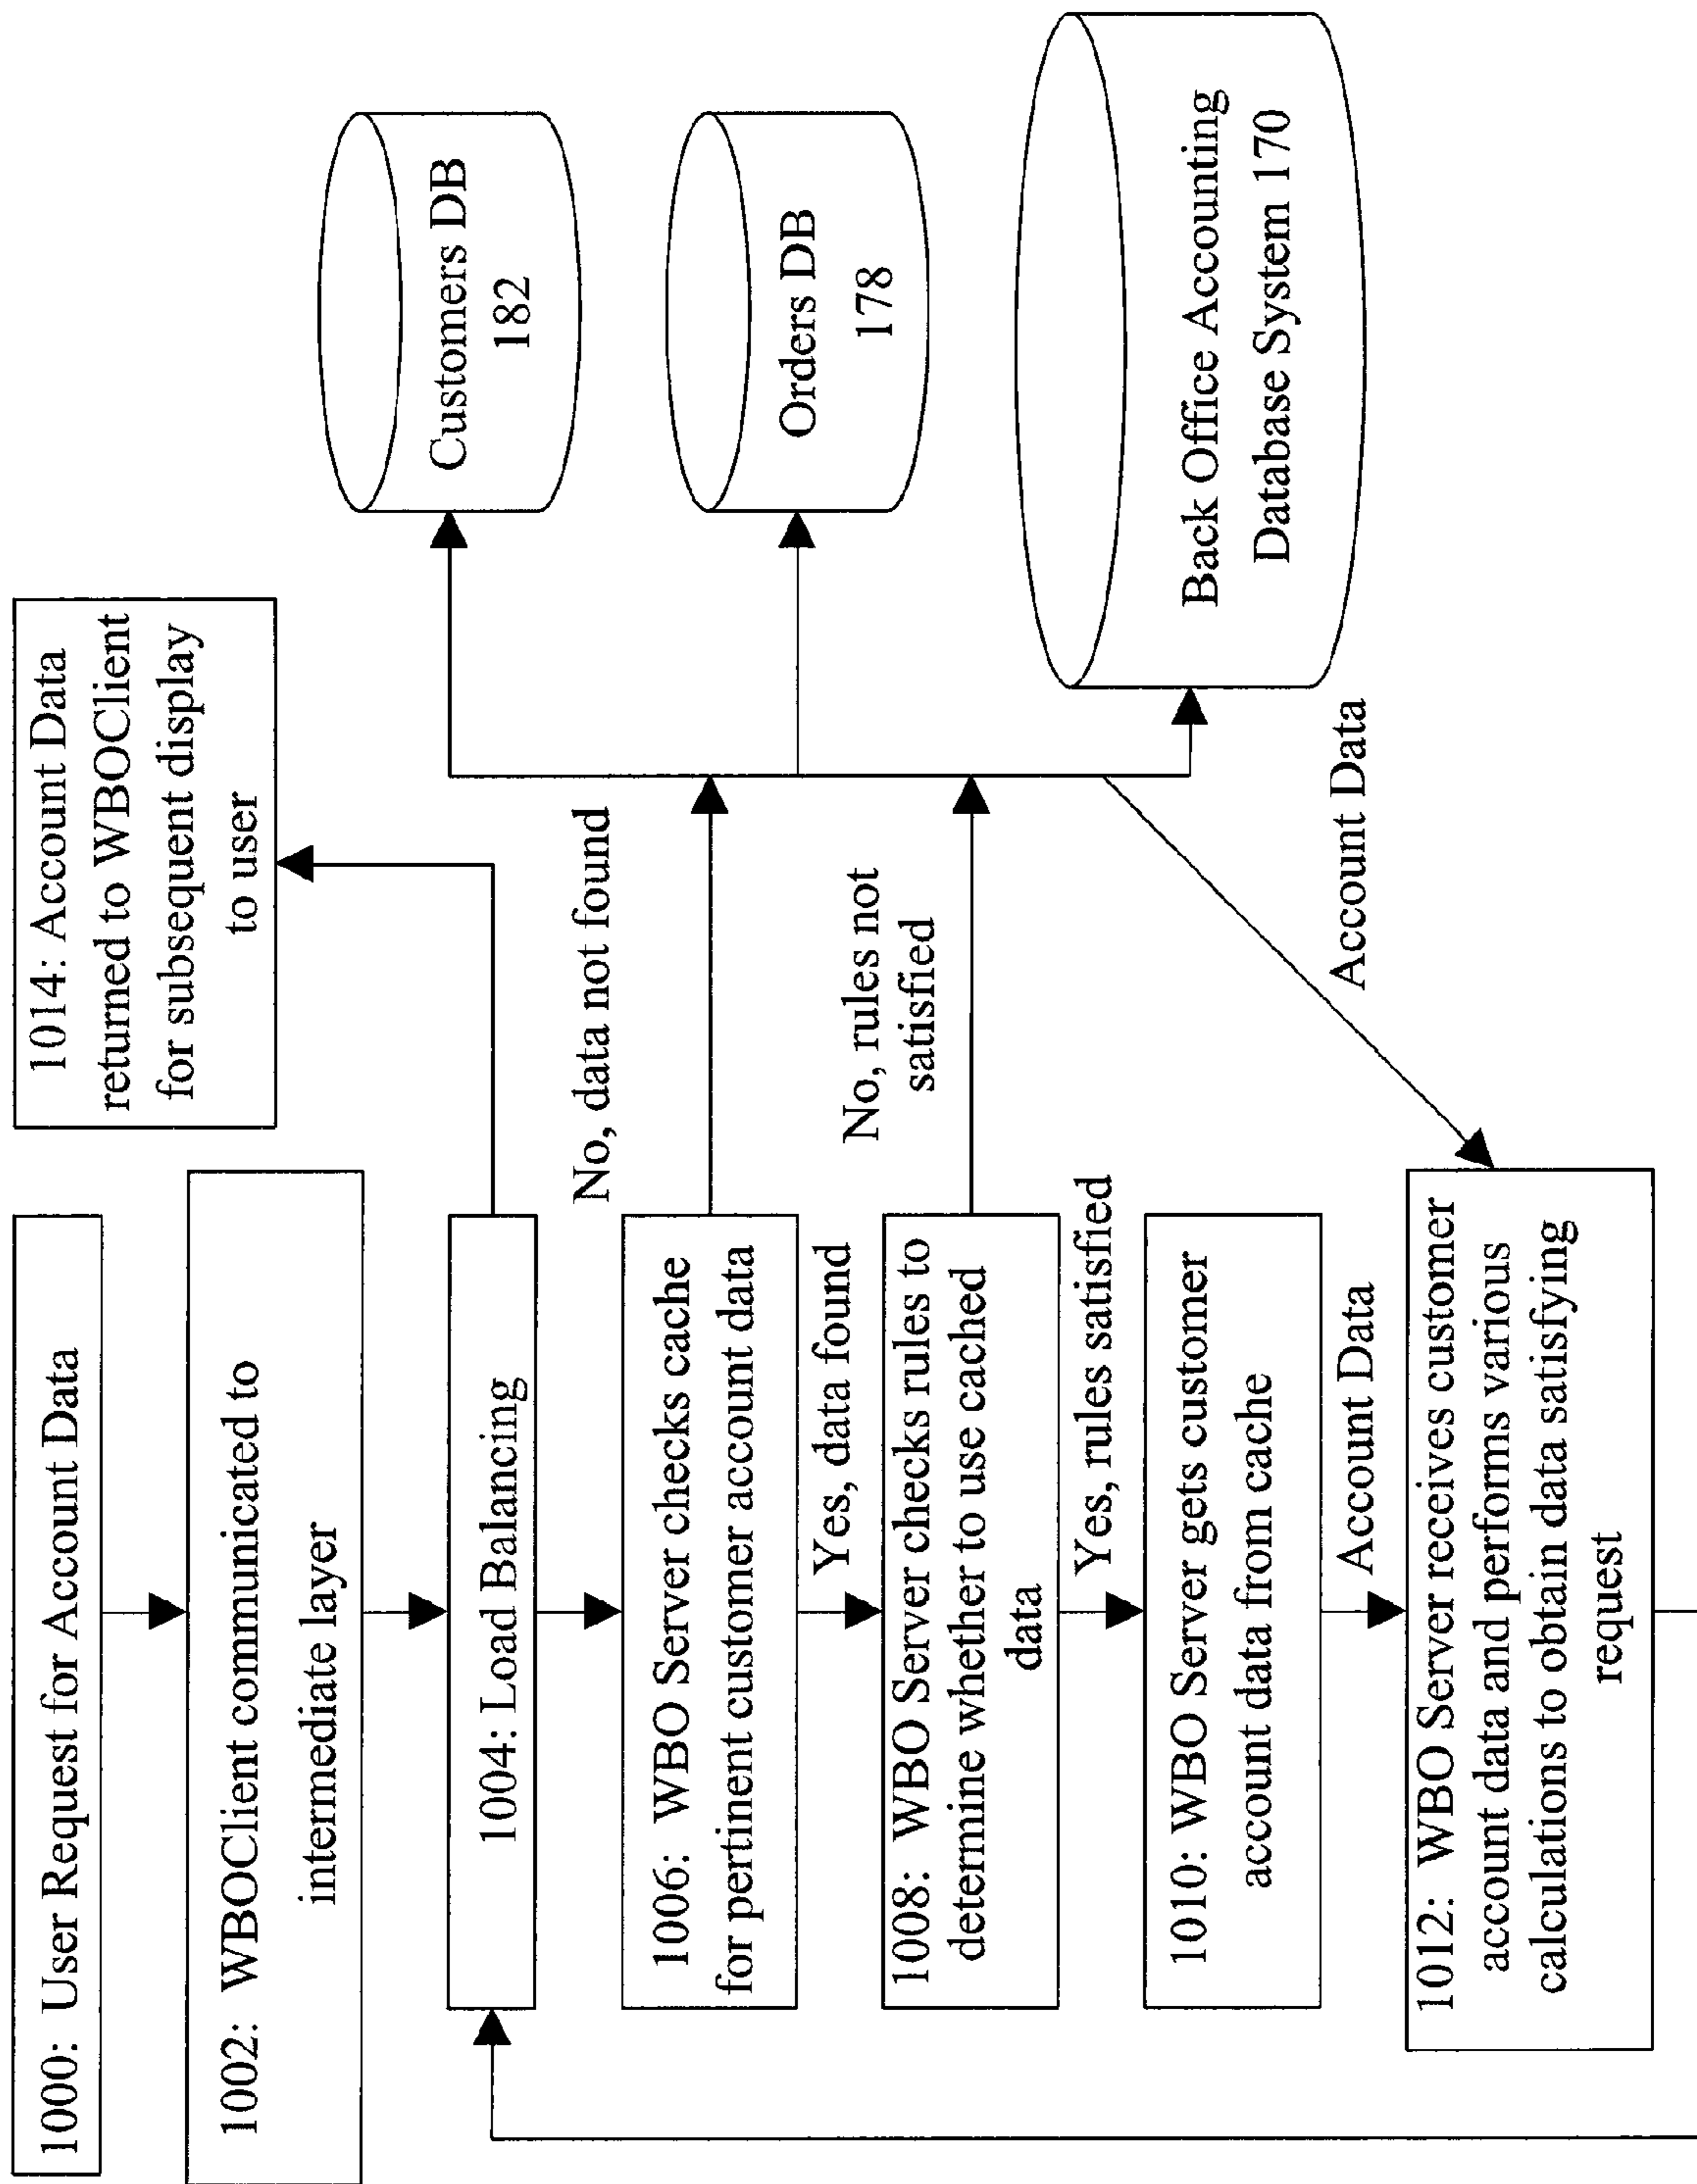 1000: User Request for Account Data
1002: WBOClient communicated to
intermediate layer
1004: Load Balancing
1006: WBO Server checks cache
for pertinent customer account data
Yes, data found
1008: WBO Server checks rules to
determine whether to use cached
data
Yes, rules satisfied
1010: WBO Server gets customer
account data from cache
Account Data
1012: WBO Server receives customer
account data and performs various
calculations to obtain data satisfying
request
1014: Account Data
returned to WBOClient
for subsequent display
to user
No, data not found
No, rules not
satisfied
Account Data
Customers DB
182
Orders DB
178
Back Office Accounting
Database System 170